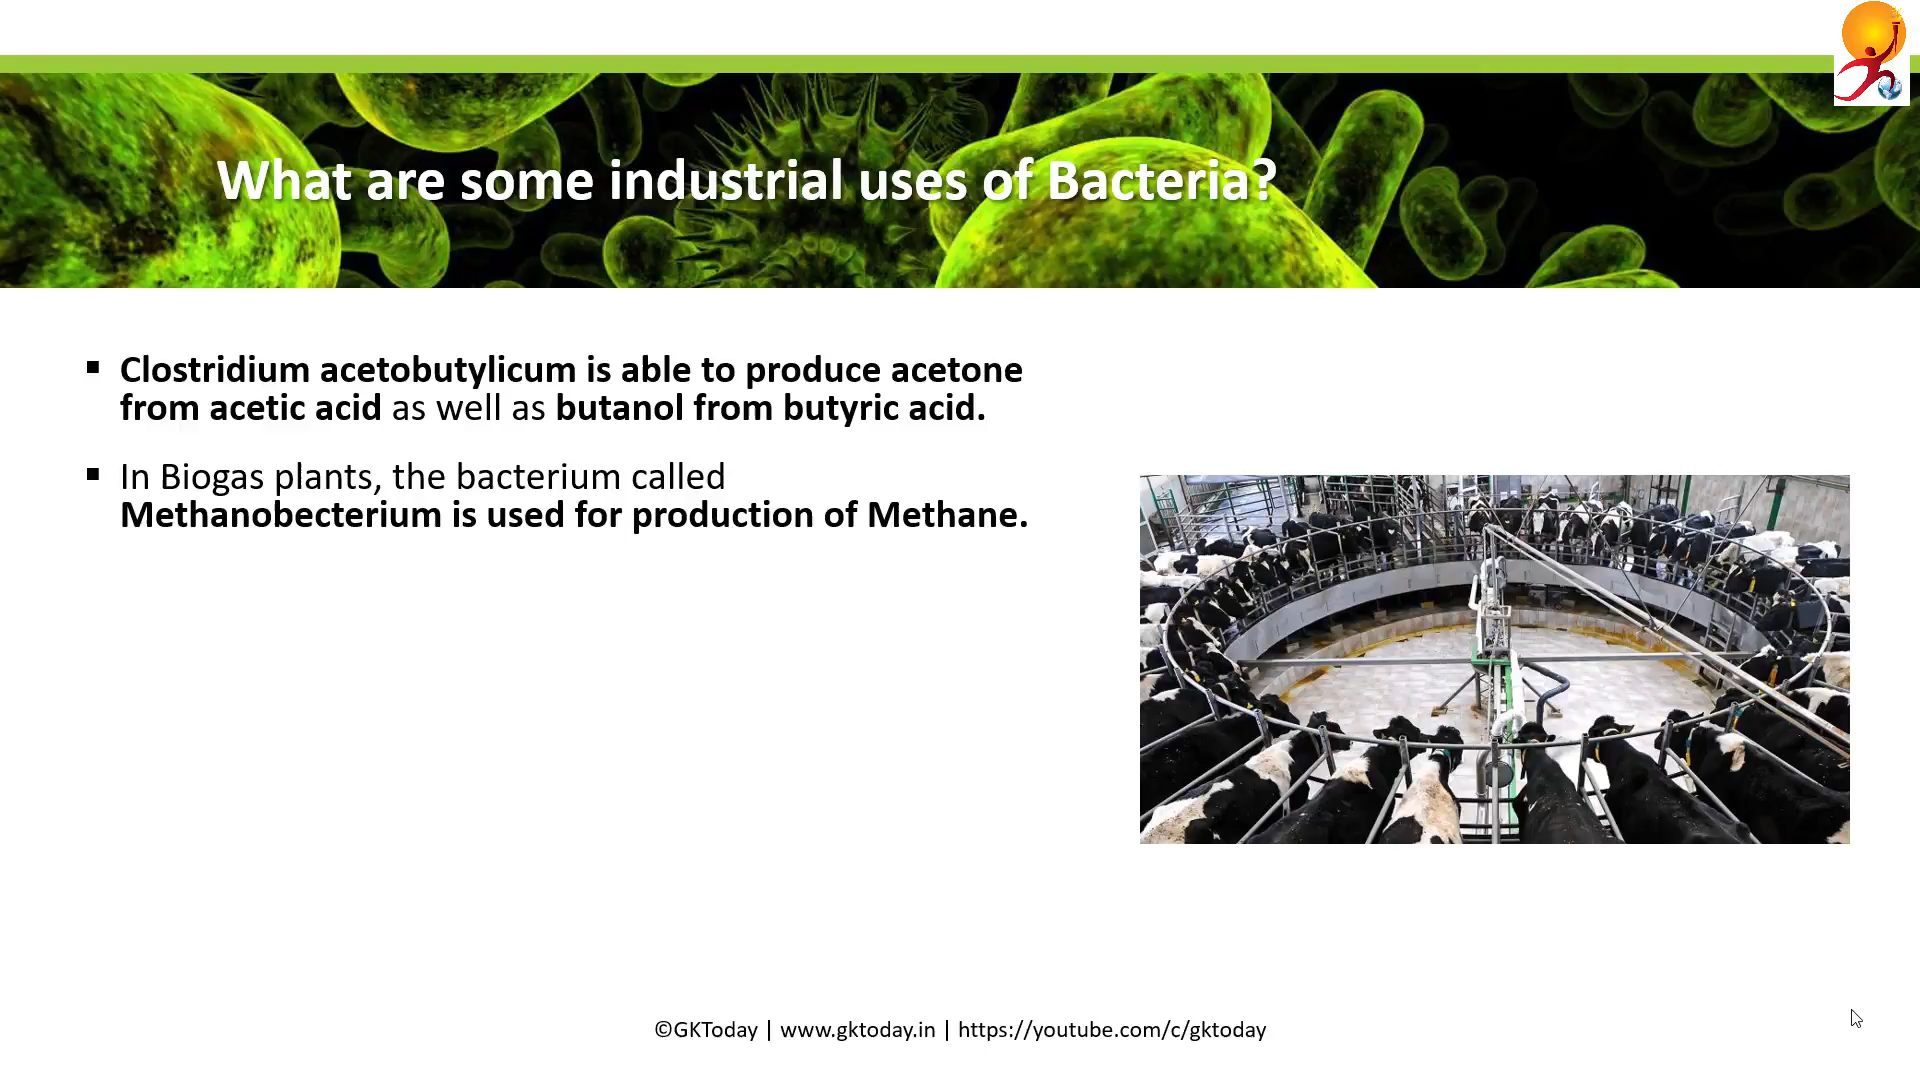 What are some industrial uses of Bacteria?
▪ Clostridium acetobutylicum is able to produce acetone
from acetic acid as well as butanol from butyric acid.
▪ In Biogas plants, the bacterium called
Methanobecterium is used for production of Methane.
©GKToday | www.gktoday.in | https://youtube.com/c/gktoday